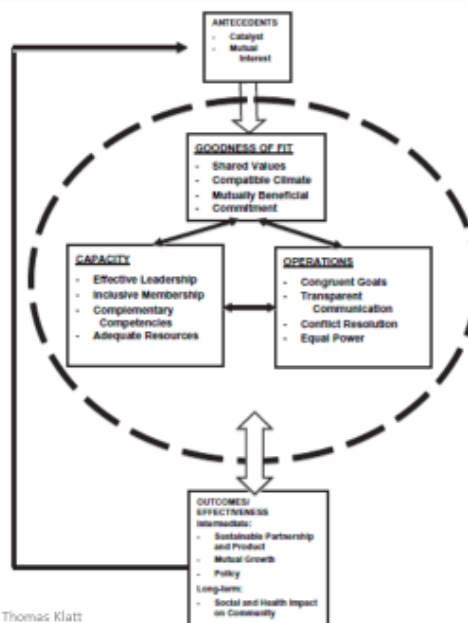 ANTECEDENTS
- Catalyst
- Mutual
Interest
GOODNESS OF FIT
- Shared Values
- Compatible Climate
- Mutually Beneficial
- Commitment
CAPACITY
- Effective Leadership
- Inclusive Membership
- Complementary
Competencies
- Adequate Resources
OPERATIONS
- Congruent Goals
- Transparent
Communication
- Conflict Resolution
- Equal Power
OUTCOMES/
EFFECTIVENESS
Intermediate:
- Sustainable Partnership
and Product
- Mutual Growth
- Policy
Long-term:
- Social and Health Impact
on Community
Thomas Klatt